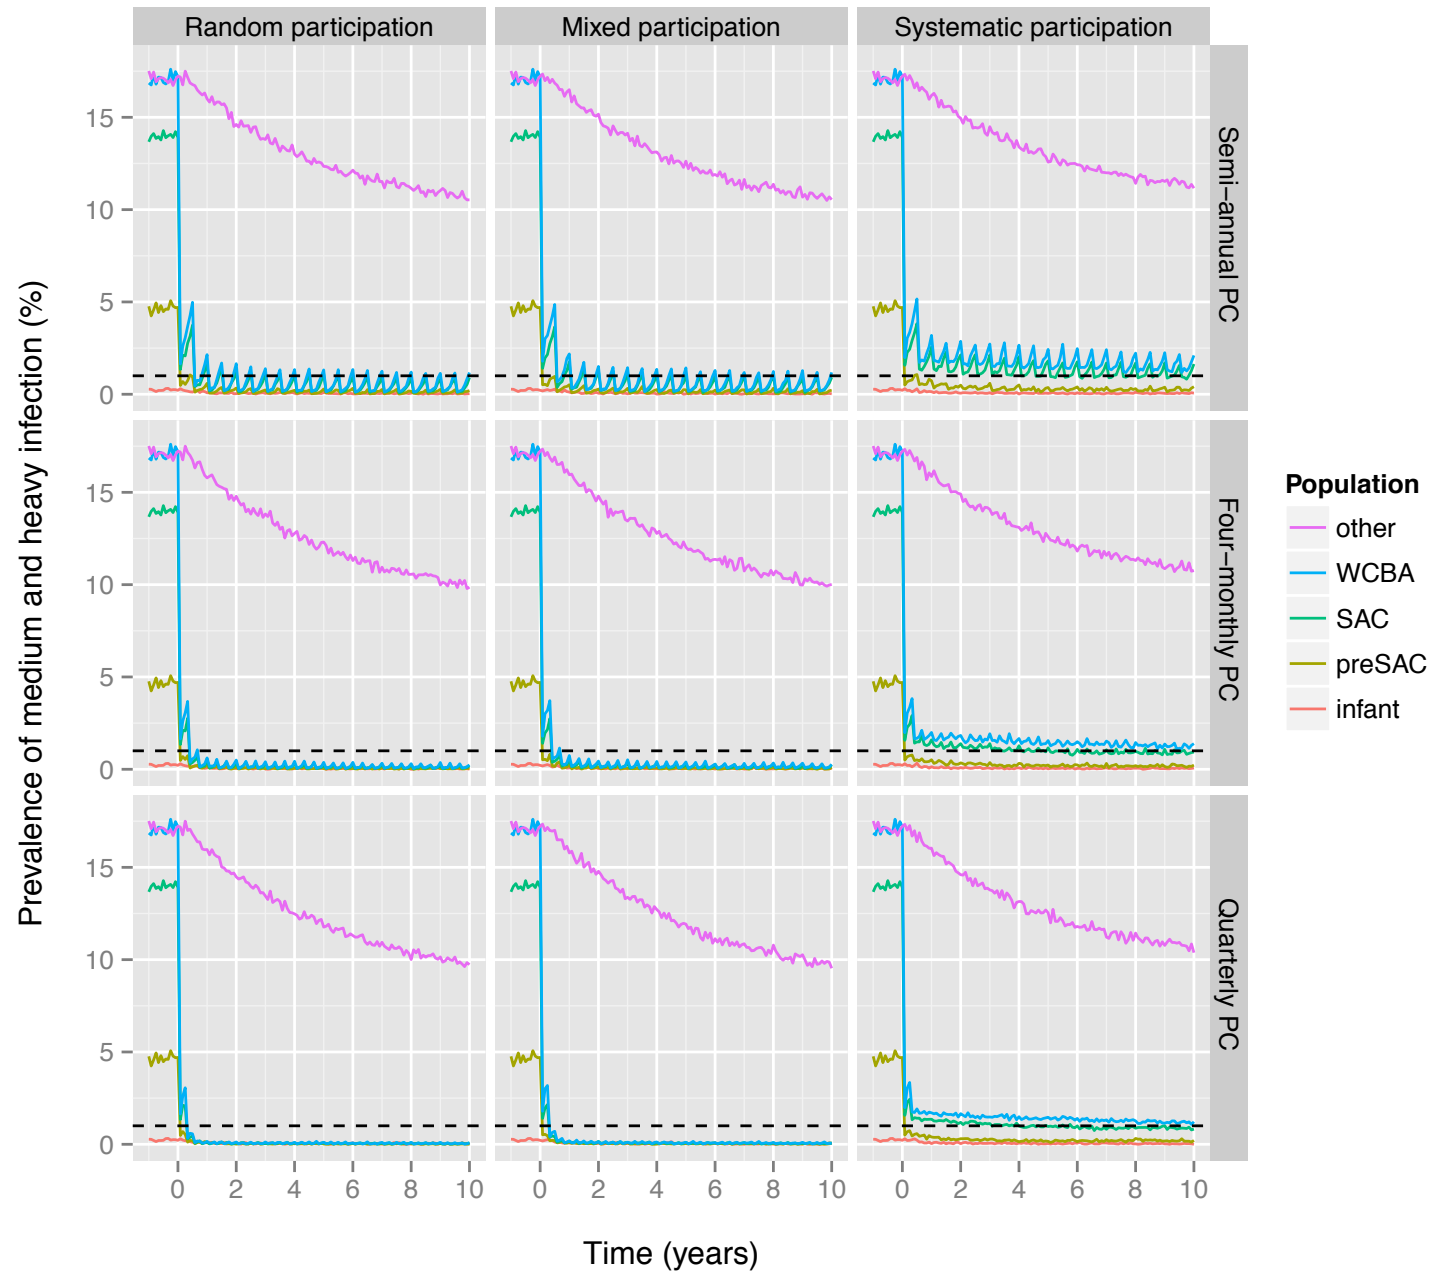 Random participation
Mixed participation
Systematic participation
Prevalence of medium and heavy infection (%)
15
10
5
0
Semi−annual PC
15
10
5
0
Four−monthly PC
15
10
5
0
Quarterly PC
0 2 4 6 8 10
0 2 4 6 8 10
0 2 4 6 8 10
Time (years)
Population
other
WCBA
SAC
preSAC
infant